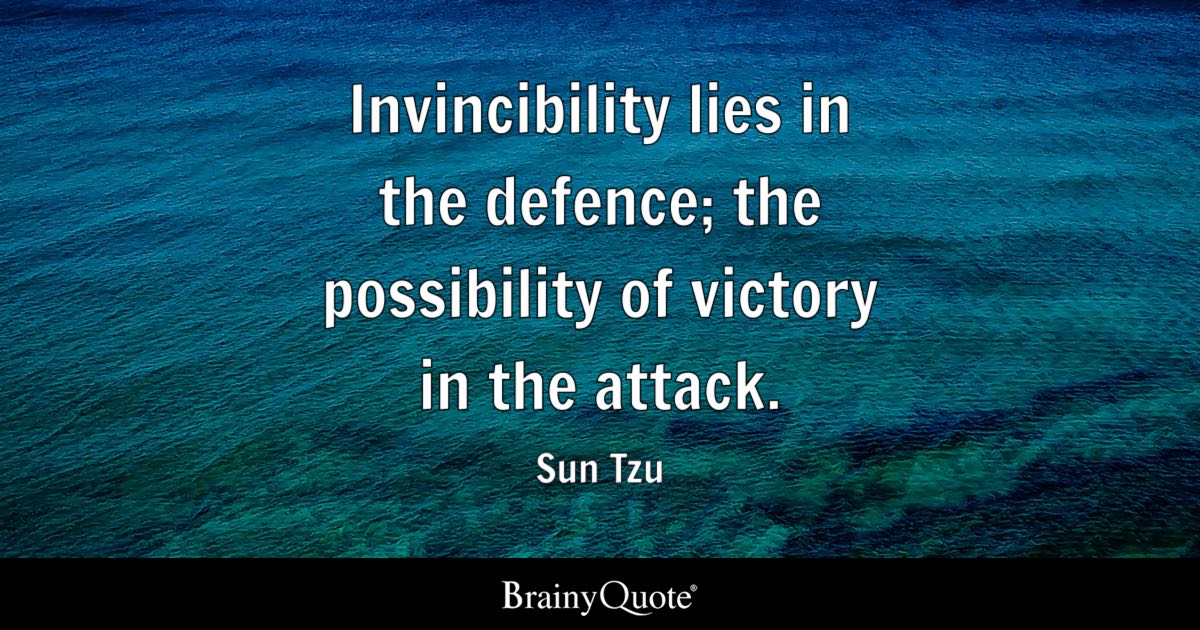 Invincibility lies in
the defence; the
possibility of victory
in the attack.
Sun Tzu
BrainyQuote®